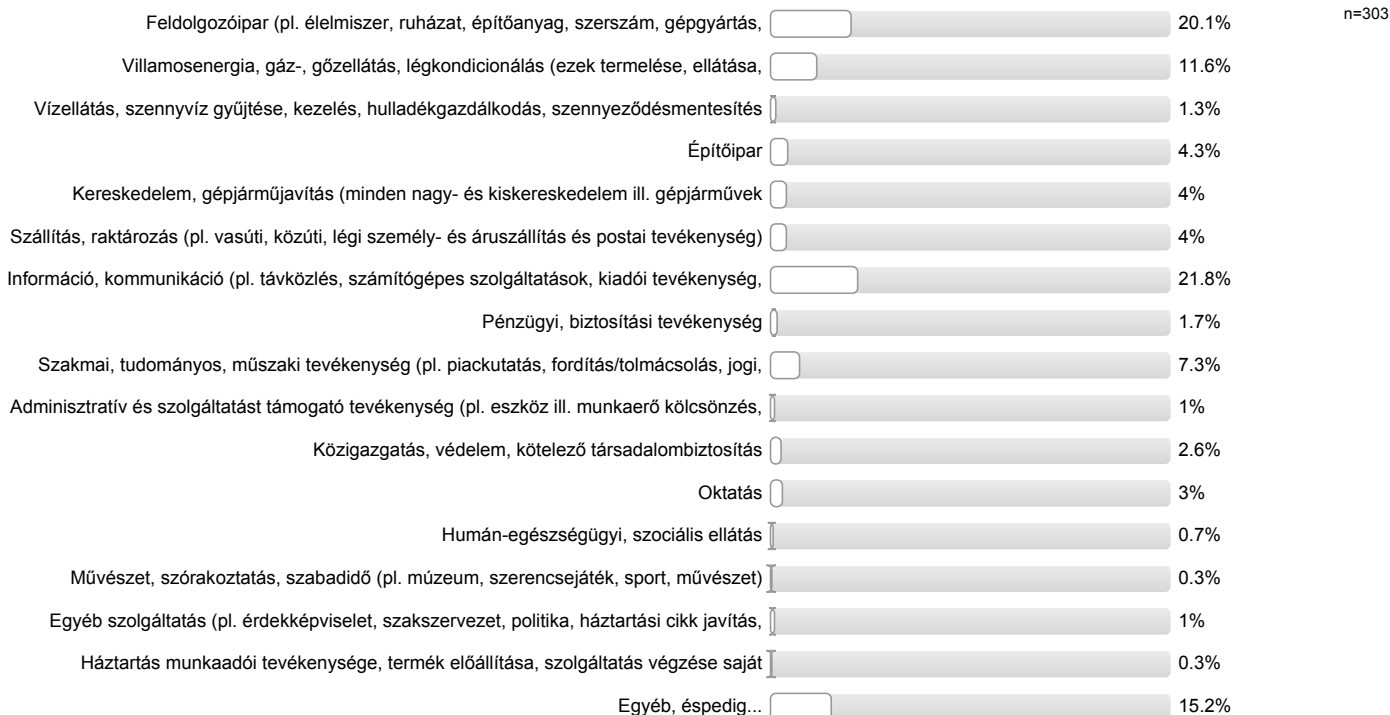 Feldolgozóipar (pl. élelmiszer, ruházat, építőanyag, szerszám, gépgyártás, 20.1% n=303
Villamosenergia, gáz-, gőzellátás, légkondicionálás (ezek termelése, ellátása, 11.6%
Vízellátás, szennyvíz gyűjtése, kezelés, hulladékgazdálkodás, szennyeződésmentesítés 1.3%
Építőipar 4.3%
Kereskedelem, gépjárműjavítás (minden nagy- és kiskereskedelem ill. gépjárművek 4%
Szállítás, raktározás (pl. vasúti, közúti, légi személy- és áruszállítás és postai tevékenység) 4%
Információ, kommunikáció (pl. távközlés, számítógépes szolgáltatások, kiadói tevékenység, 21.8%
Pénzügyi, biztosítási tevékenység 1.7%
Szakmai, tudományos, műszaki tevékenység (pl. piackutatás, fordítás/tolmácsolás, jogi, 7.3%
Adminisztratív és szolgáltatást támogató tevékenység (pl. eszköz ill. munkaerő kölcsönzés, 1%
Közigazgatás, védelem, kötelező társadalombiztosítás 2.6%
Oktatás 3%
Humán-egészségügyi, szociális ellátás 0.7%
Művészet, szórakoztatás, szabadidő (pl. múzeum, szerencsejáték, sport, művészet) 0.3%
Egyéb szolgáltatás (pl. érdekképviselet, szakszervezet, politika, háztartási cikk javítás, 1%
Háztartás munkaadói tevékenysége, termék előállítása, szolgáltatás végzése saját 0.3%
Egyéb, éspedig... 15.2%